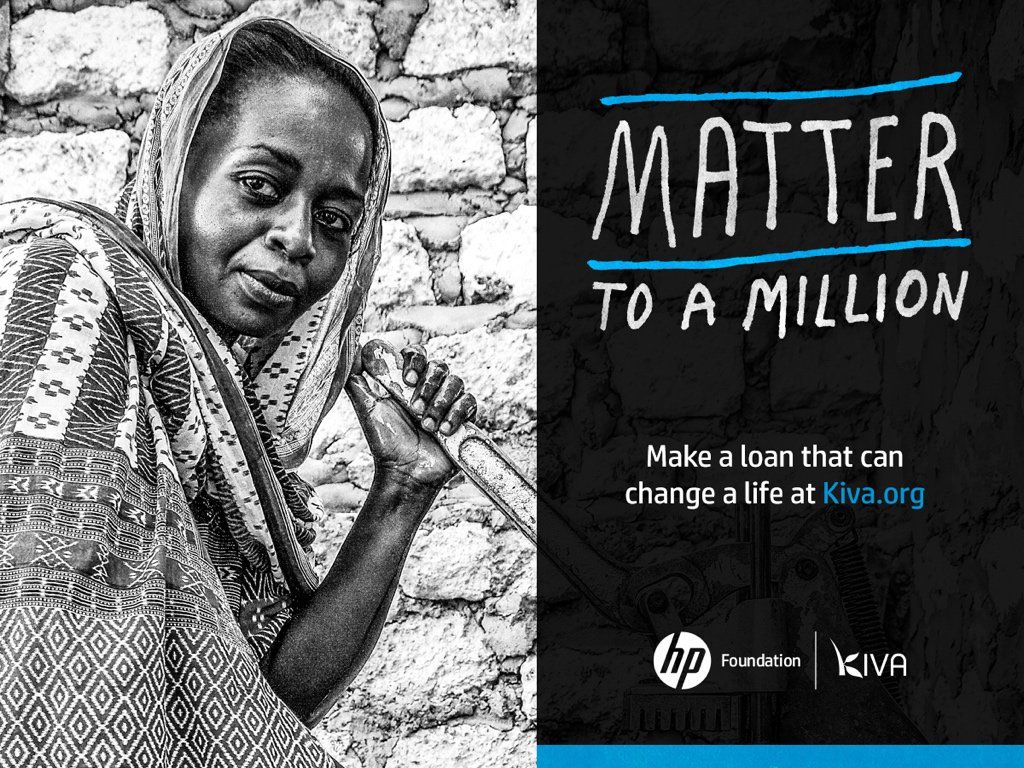 MATTER
TO A MILLION
Make a loan that can
change a life at Kiva.org
hp Foundation KIVA